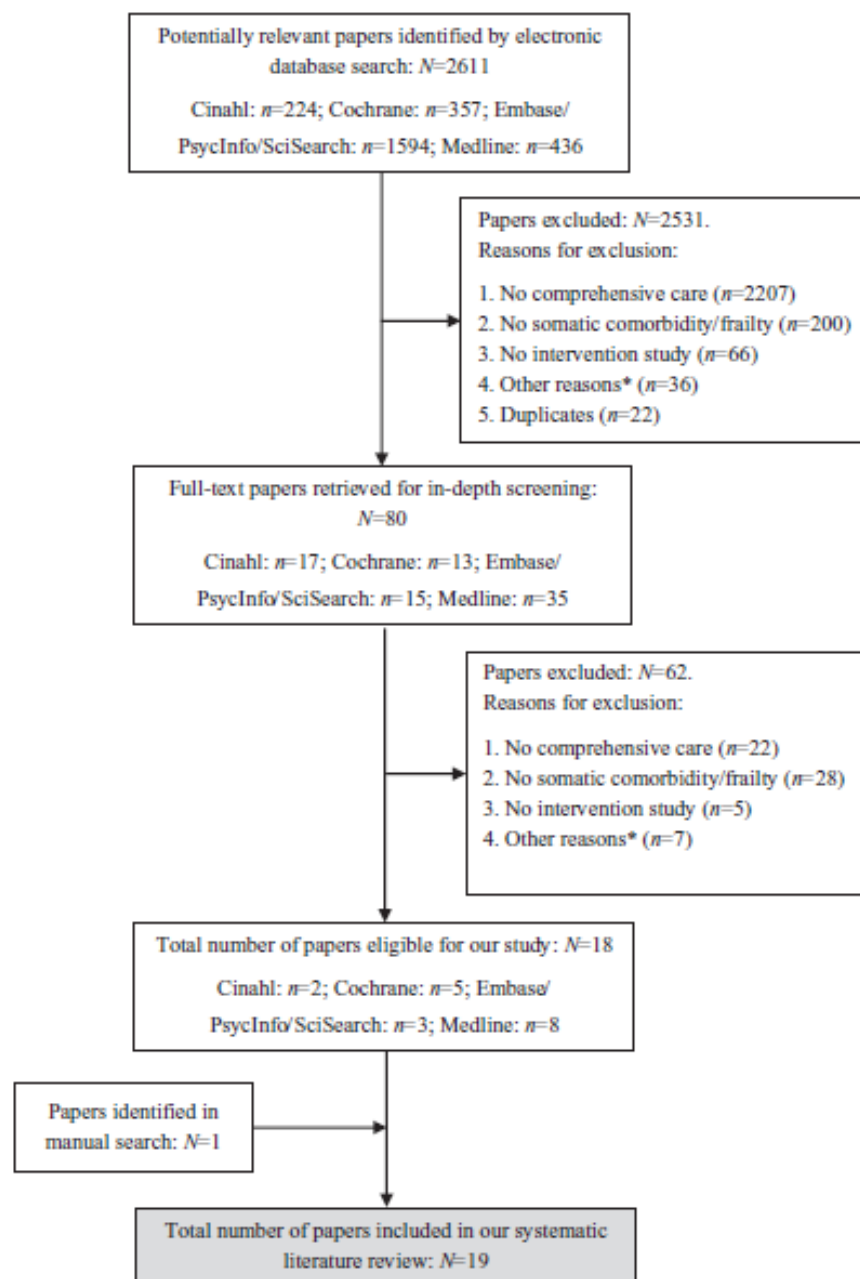 Potentially relevant papers identified by electronic
database search: N=2611
Cinahl: n=224; Cochrane: n=357; Embase/
PsycInfo/SciSearch: n=1594; Medline: n=436
Papers excluded: N=2531.
Reasons for exclusion:
1. No comprehensive care (n=2207)
2. No somatic comorbidity/frailty (n=200)
3. No intervention study (n=66)
4. Other reasons* (n=36)
5. Duplicates (n=22)
Full-text papers retrieved for in-depth screening:
N=80
Cinahl: n=17; Cochrane: n=13; Embase/
PsycInfo/SciSearch: n=15; Medline: n=35
Papers excluded: N=62.
Reasons for exclusion:
1. No comprehensive care (n=22)
2. No somatic comorbidity/frailty (n=28)
3. No intervention study (n=5)
4. Other reasons* (n=7)
Total number of papers eligible for our study: N=18
Cinahl: n=2; Cochrane: n=5; Embase/
PsycInfo/SciSearch: n=3; Medline: n=8
Papers identified in
manual search: N=1
Total number of papers included in our systematic
literature review: N=19